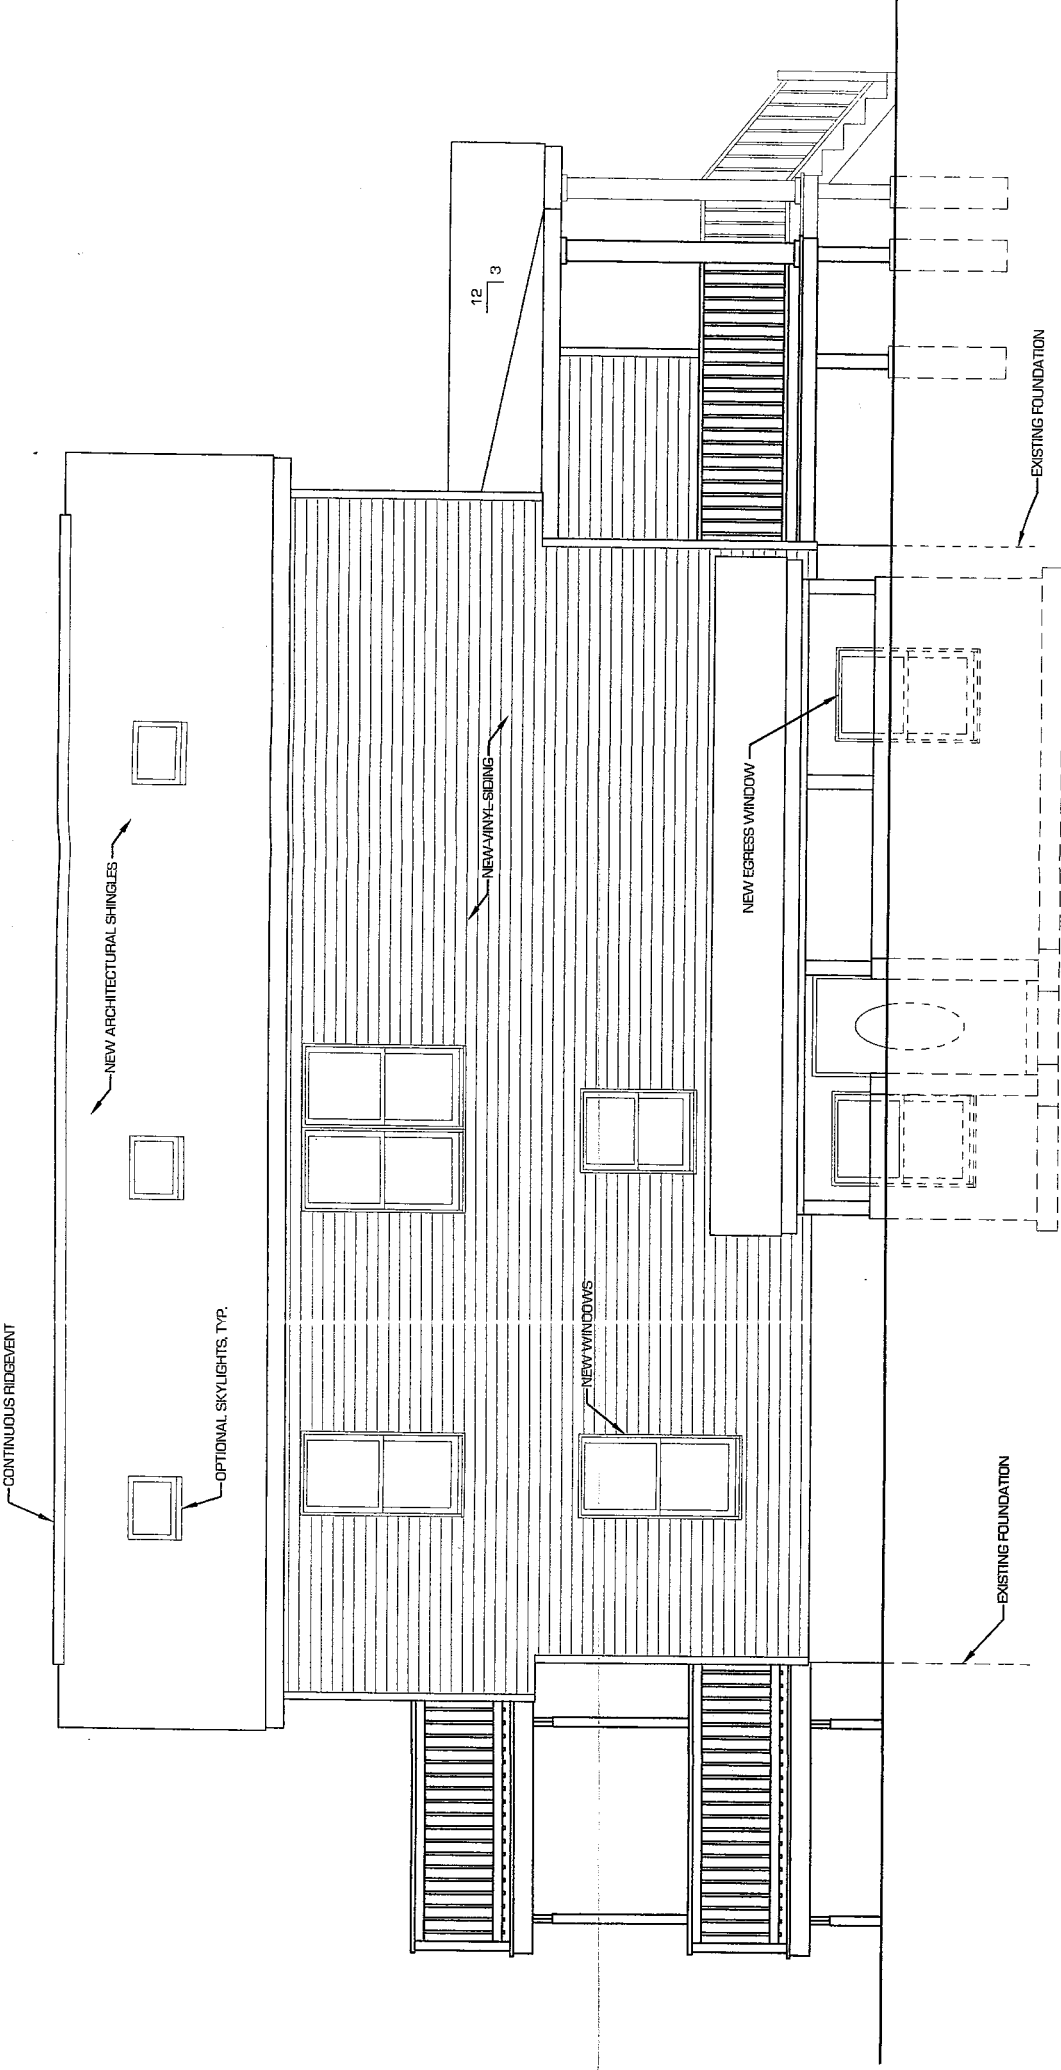 CONTINUOUS RIDGEVENT
NEW ARCHITECTURAL SHINGLES
OPTIONAL SKYLIGHTS, TYP.
12
3
NEW VINYL SIDING
NEW WINDOWS
NEW EGRESS WINDOW
EXISTING FOUNDATION
EXISTING FOUNDATION